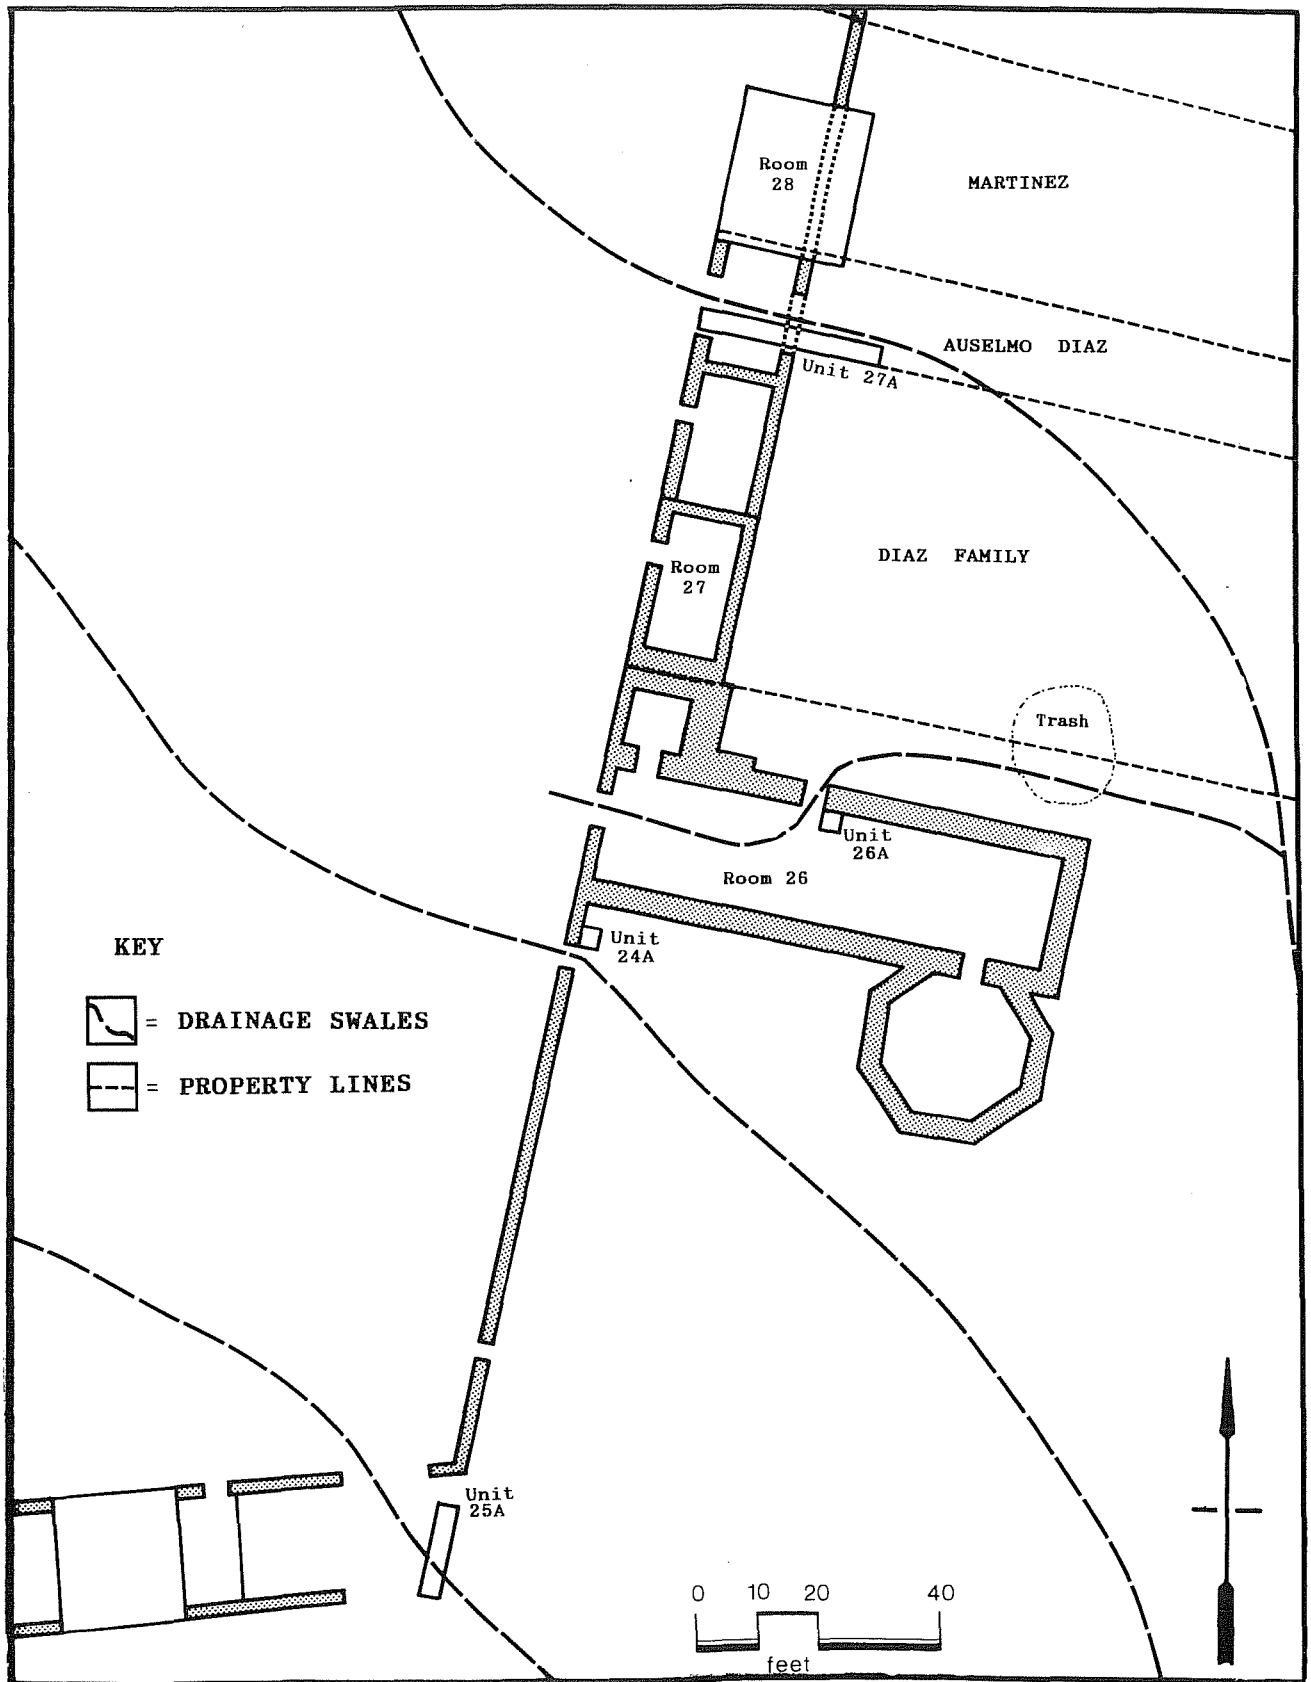 Room
28
MARTINEZ
AUSELMO DIAZ
Unit 27A
DIAZ FAMILY
Room
27
Trash
Unit
26A
Room 26
Unit
24A
KEY
= DRAINAGE SWALES
= PROPERTY LINES
Unit
25A
0 10 20 40
feet